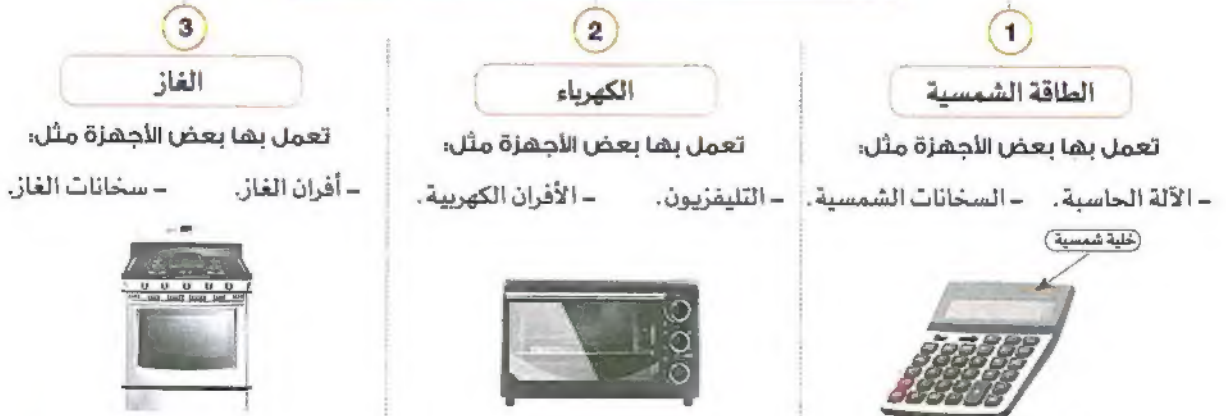 1
الطاقة الشمسية
تعمل بها بعض الأجهزة مثل:
– الآلة الحاسبة. – السخانات الشمسية.
خلية شمسية
2
الكهرباء
تعمل بها بعض الأجهزة مثل:
– التليفزيون. – الأفران الكهربية.
3
الغاز
تعمل بها بعض الأجهزة مثل:
– أفران الغاز. – سخانات الغاز.